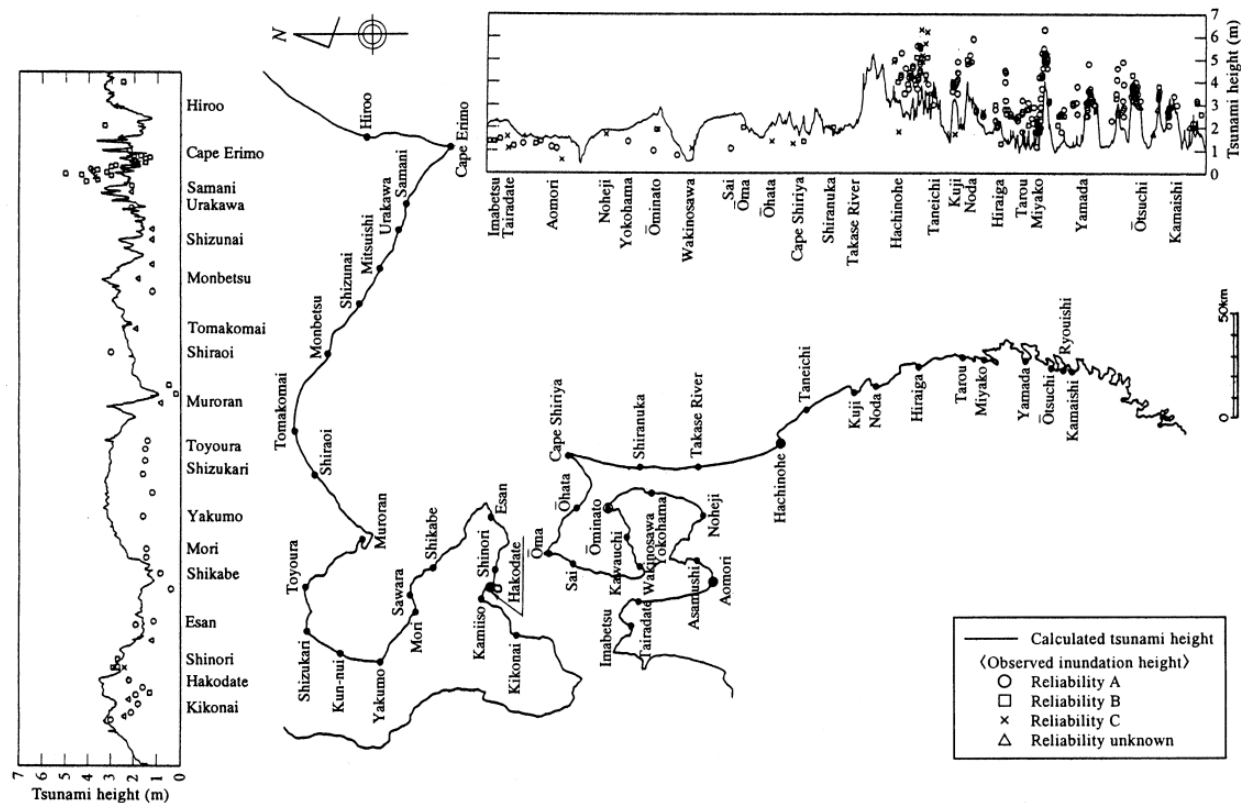 Hiroo
Cape Erimo
Samani
Urakawa
Shizunai
Monbetsu
Tomakomai
Shiraoi
Muroran
Toyoura
Shizukari
Yakumo
Mori
Shikabe
Esan
Shinori
Hakodate
Kikonai
7 6 5 4 3 2 1 0
Tsunami height (m)
N
7
6
5
4
3
2
1
0
Tsunami height (m)
Imabetsu
Tairadate
Aomori
Noheji
Yokohama
Ōminato
Wakinosawa
Sai
Ōma
Ōhata
Cape Shiriya
Shiranuka
Takase River
Hachinohe
Taneichi
Kuji
Noda
Hiraiga
Tarou
Miyako
Yamada
Ōtsuchi
Kamaishi
Hiroo
Cape Erimo
Samani
Urakawa
Mitsuishi
Shizunai
Monbetsu
Tomakomai
Shiraoi
Muroran
Toyoura
Shizukari
Kun-nui
Yakumo
Mori
Sawara
Shikabe
Esan
Shinori
Hakodate
Kamiiso
Kikonai
Cape Shiriya
Shiranuka
Takase River
Hachinohe
Taneichi
Kuji
Noda
Hiraiga
Tarou
Miyako
Yamada
Ōtsuchi
Ryouishi
Kamaishi
Ōhata
Ōma
Sai
Ōminato
Kawauchi
Wakinosawa
Yokohama
Noheji
Asamushi
Aomori
Tairadate
Imabetsu
50km
0
Calculated tsunami height
〈Observed inundation height〉
○ Reliability A
□ Reliability B
× Reliability C
△ Reliability unknown